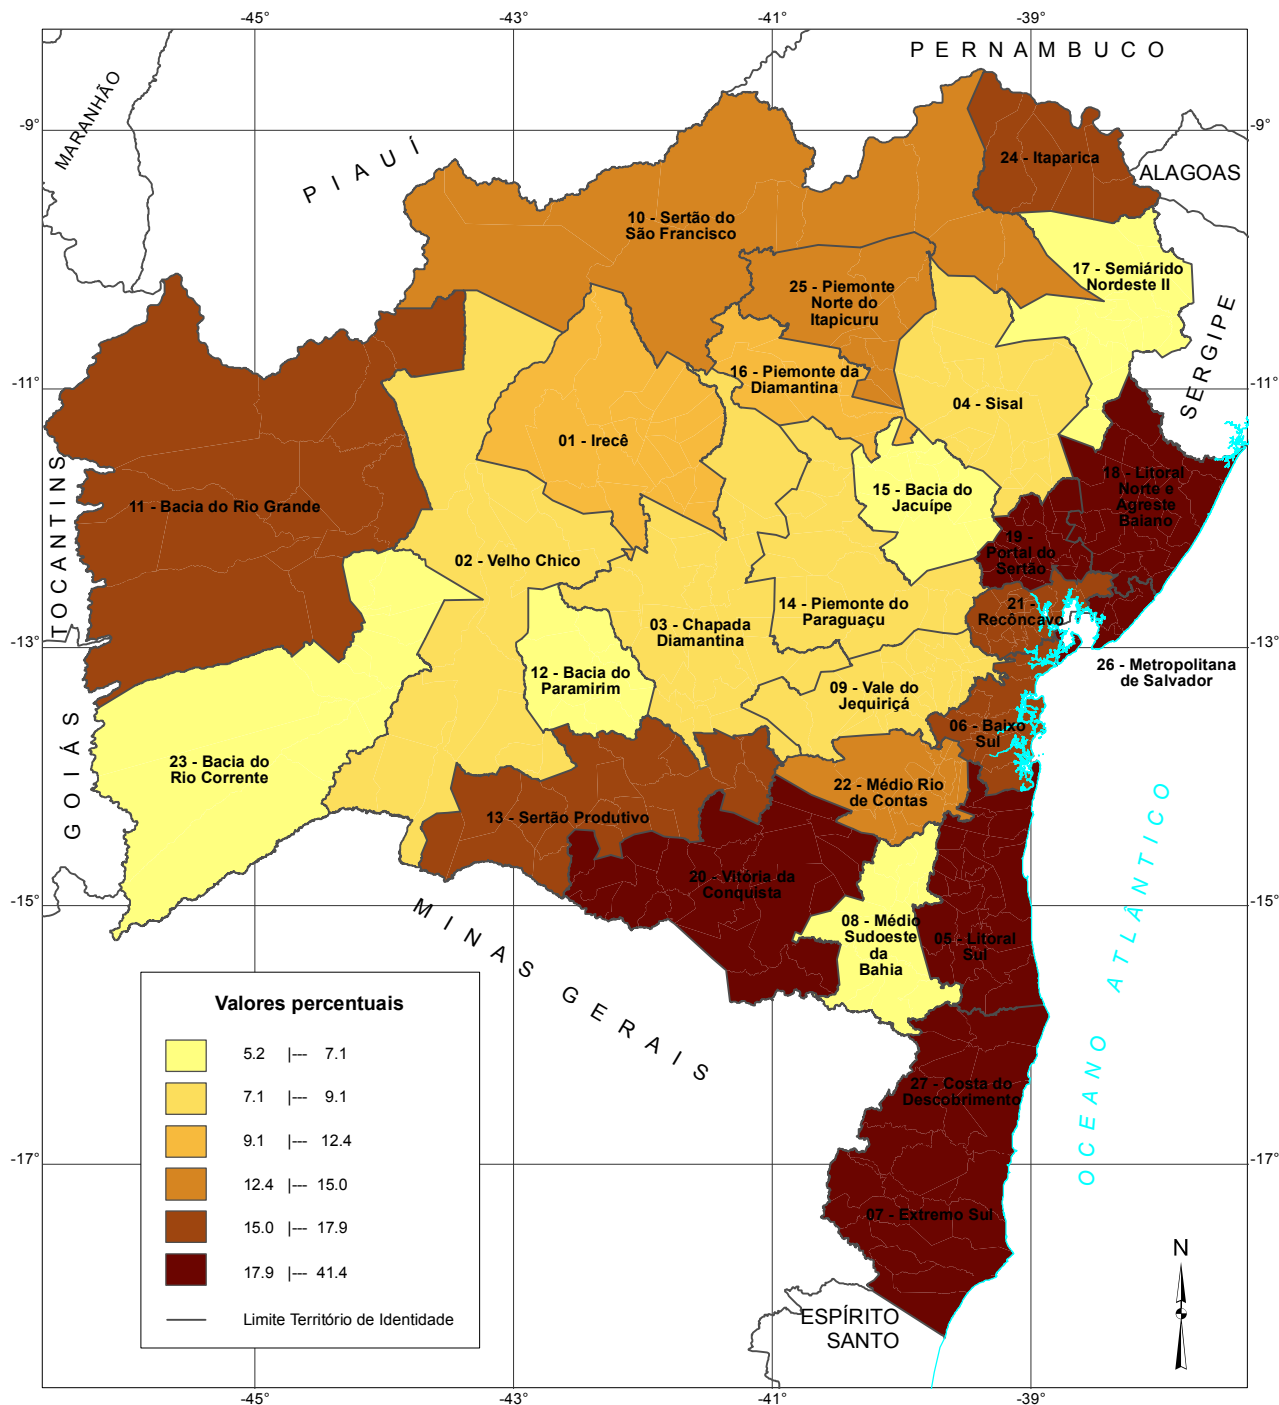 -45°
-43°
-41°
-39°
PERNAMBUCO
MARANHÃO
-9°
-9°
PIAUÍ
24 - Itaparica
ALAGOAS
10 - Sertão do
São Francisco
17 - Semiárido
Nordeste II
25 - Piemonte
Norte do
Itapicuru
SERGIPE
-11°
-11°
16 - Piemonte da
Diamantina
04 - Sisal
01 - Irecê
18 - Litoral
Norte e
Agreste
Baiano
15 - Bacia do
Jacuípe
11 - Bacia do Rio Grande
TOCANTINS
19 -
Portal do
Sertão
02 - Velho Chico
14 - Piemonte do
Paraguaçu
21 -
Recôncavo
03 - Chapada
Diamantina
-13°
-13°
26 - Metropolitana
de Salvador
12 - Bacia do
Paramirim
09 - Vale do
Jequiriçá
06 - Baixo
Sul
GOIÁS
23 - Bacia do
Rio Corrente
22 - Médio Rio
de Contas
13 - Sertão Produtivo
OCEANO ATLÂNTICO
20 - Vitória da
Conquista
-15°
-15°
MINAS GERAIS
08 - Médio
Sudoeste
da
Bahia
05 - Litoral
Sul
Valores percentuais
5.2 |--- 7.1
7.1 |--- 9.1
9.1 |--- 12.4
12.4 |--- 15.0
15.0 |--- 17.9
17.9 |--- 41.4
Limite Território de Identidade
27 - Costa do
Descobrimento
-17°
-17°
07 - Extremo Sul
N
ESPÍRITO
SANTO
-45°
-43°
-41°
-39°